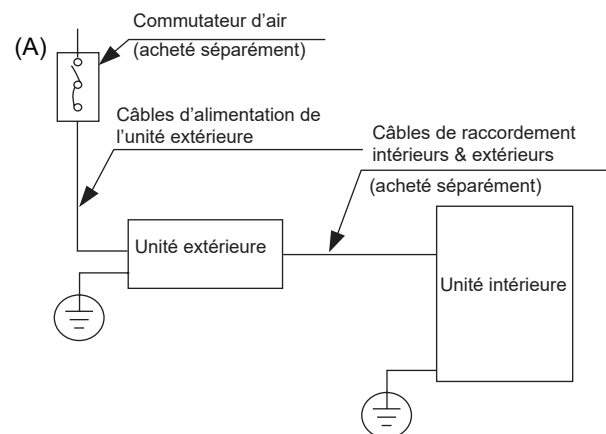 Commutateur d'air
(A)
(acheté séparément)
Câbles d'alimentation de
l'unité extérieure
Câbles de raccordement
intérieurs & extérieurs
(acheté séparément)
Unité extérieure
Unité intérieure